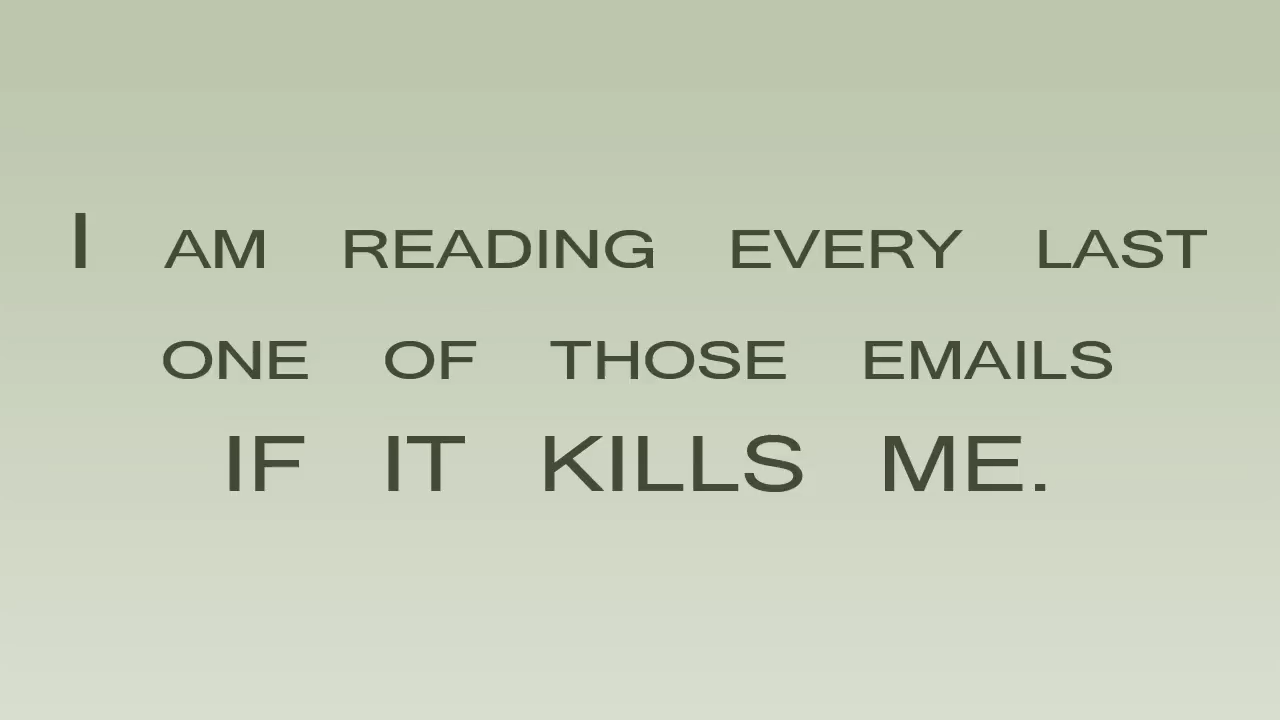 I AM READING EVERY LAST
ONE OF THOSE EMAILS
IF IT KILLS ME.